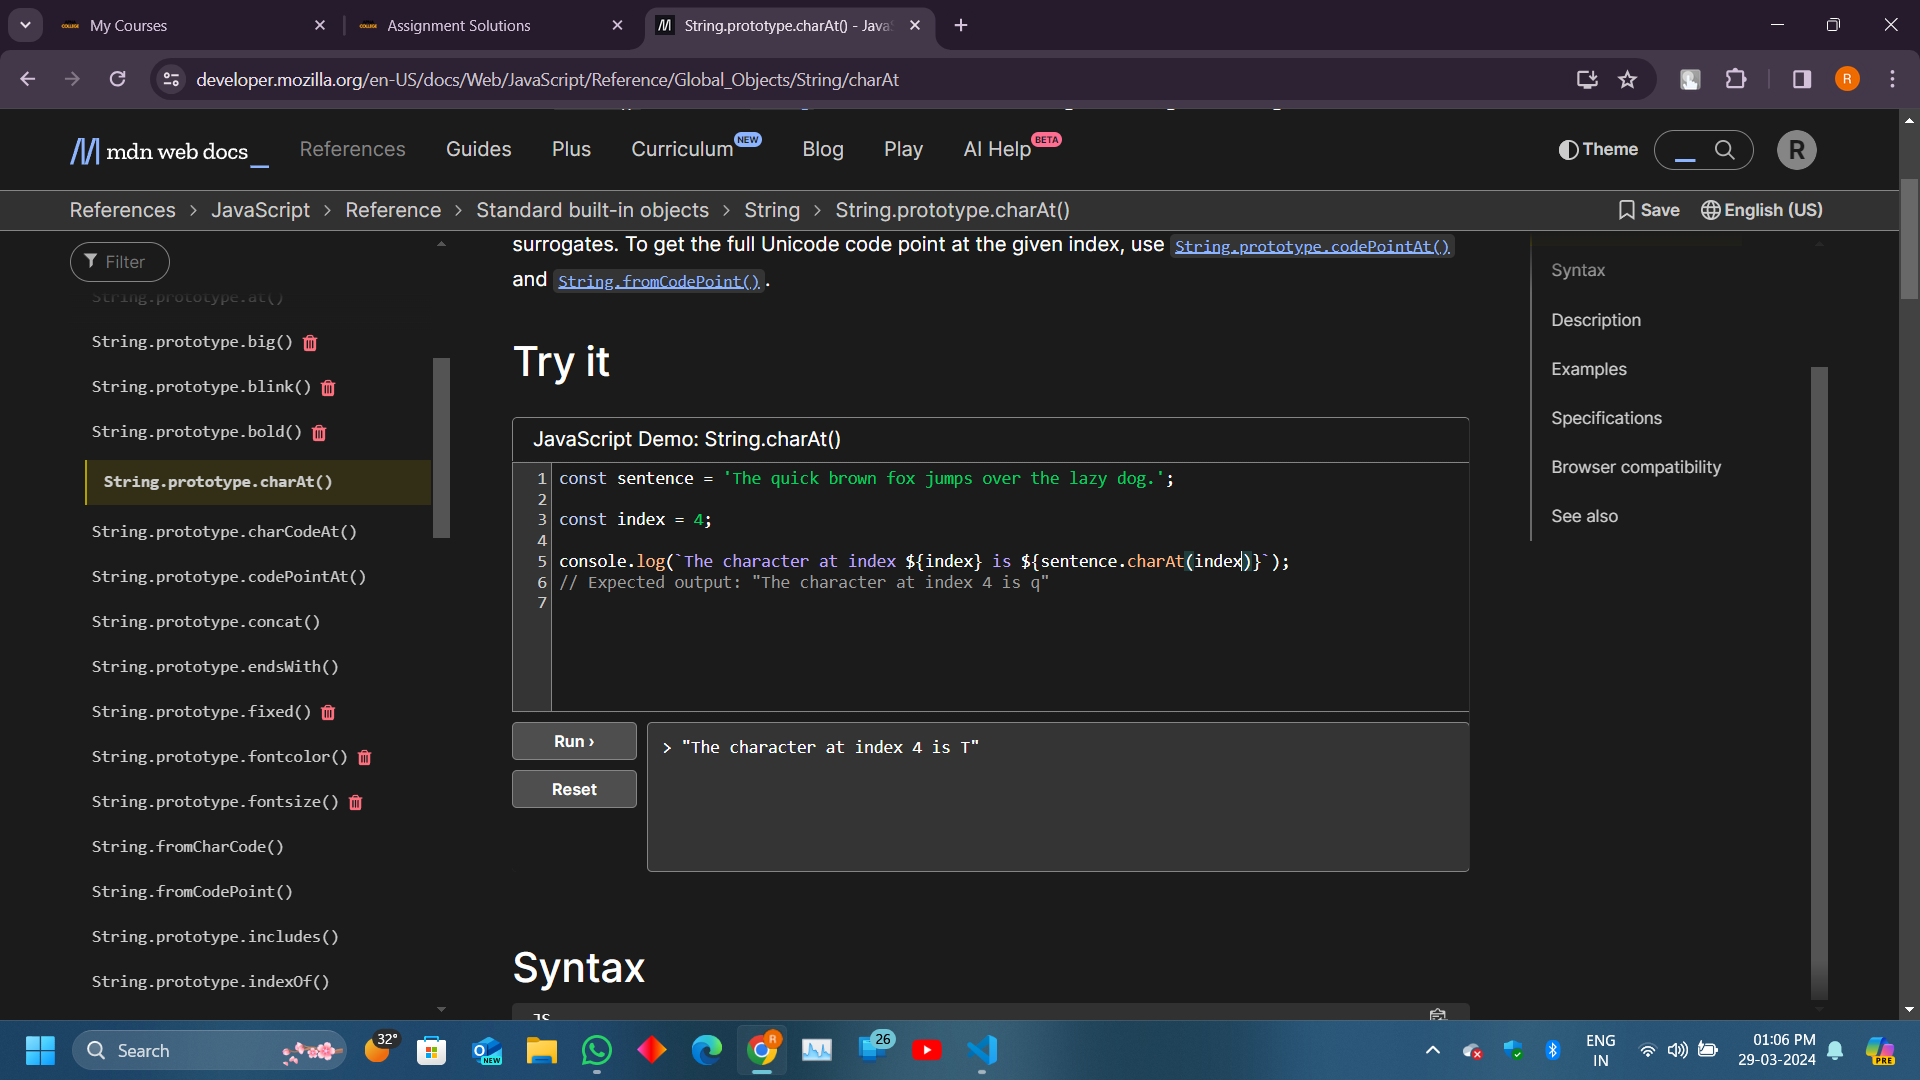 My Courses
Assignment Solutions
String.prototype.charAt() - Java
developer.mozilla.org/en-US/docs/Web/JavaScript/Reference/Global_Objects/String/charAt
R
mdn web docs_
References
Guides
Plus
Curriculum NEW
Blog
Play
AI Help BETA
Theme
R
References > JavaScript > Reference > Standard built-in objects > String > String.prototype.charAt()
Save
English (US)
Filter
String.prototype.at()
String.prototype.big()
String.prototype.blink()
String.prototype.bold()
String.prototype.charAt()
String.prototype.charCodeAt()
String.prototype.codePointAt()
String.prototype.concat()
String.prototype.endsWith()
String.prototype.fixed()
String.prototype.fontcolor()
String.prototype.fontsize()
String.fromCharCode()
String.fromCodePoint()
String.prototype.includes()
String.prototype.indexOf()
surrogates. To get the full Unicode code point at the given index, use String.prototype.codePointAt()
and String.fromCodePoint().
Try it
JavaScript Demo: String.charAt()
1 const sentence = 'The quick brown fox jumps over the lazy dog.';
2
3 const index = 4;
4
5 console.log(`The character at index ${index} is ${sentence.charAt(index)}`);
6 // Expected output: "The character at index 4 is q"
7
Run ›
Reset
> "The character at index 4 is T"
Syntax
JS
Syntax
Description
Examples
Specifications
Browser compatibility
See also
Search
32°
NEW
R
26
ENG
IN
01:06 PM
29-03-2024
PRE